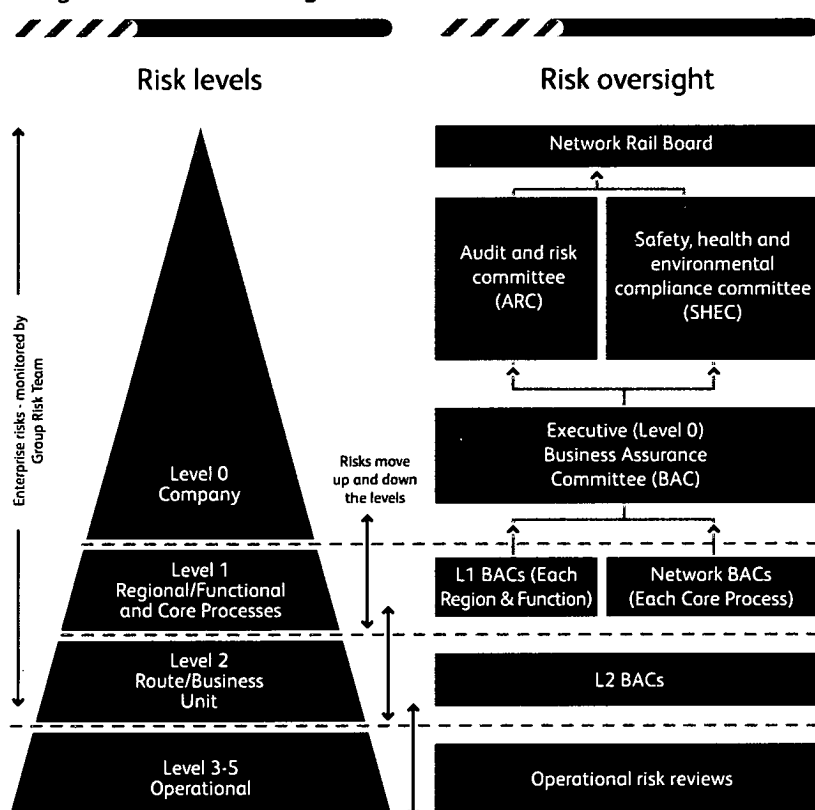 Risk levels
Risk oversight
Enterprise risks - monitored by
Group Risk Team
Level 0
Company
Risks move
up and down
the levels
Level 1
Regional/Functional
and Core Processes
Level 2
Route/Business
Unit
Level 3-5
Operational
Network Rail Board
Audit and risk
committee
(ARC)
Safety, health and
environmental
compliance committee
(SHEC)
Executive (Level 0)
Business Assurance
Committee (BAC)
L1 BACs (Each
Region & Function)
Network BACs
(Each Core Process)
L2 BACs
Operational risk reviews